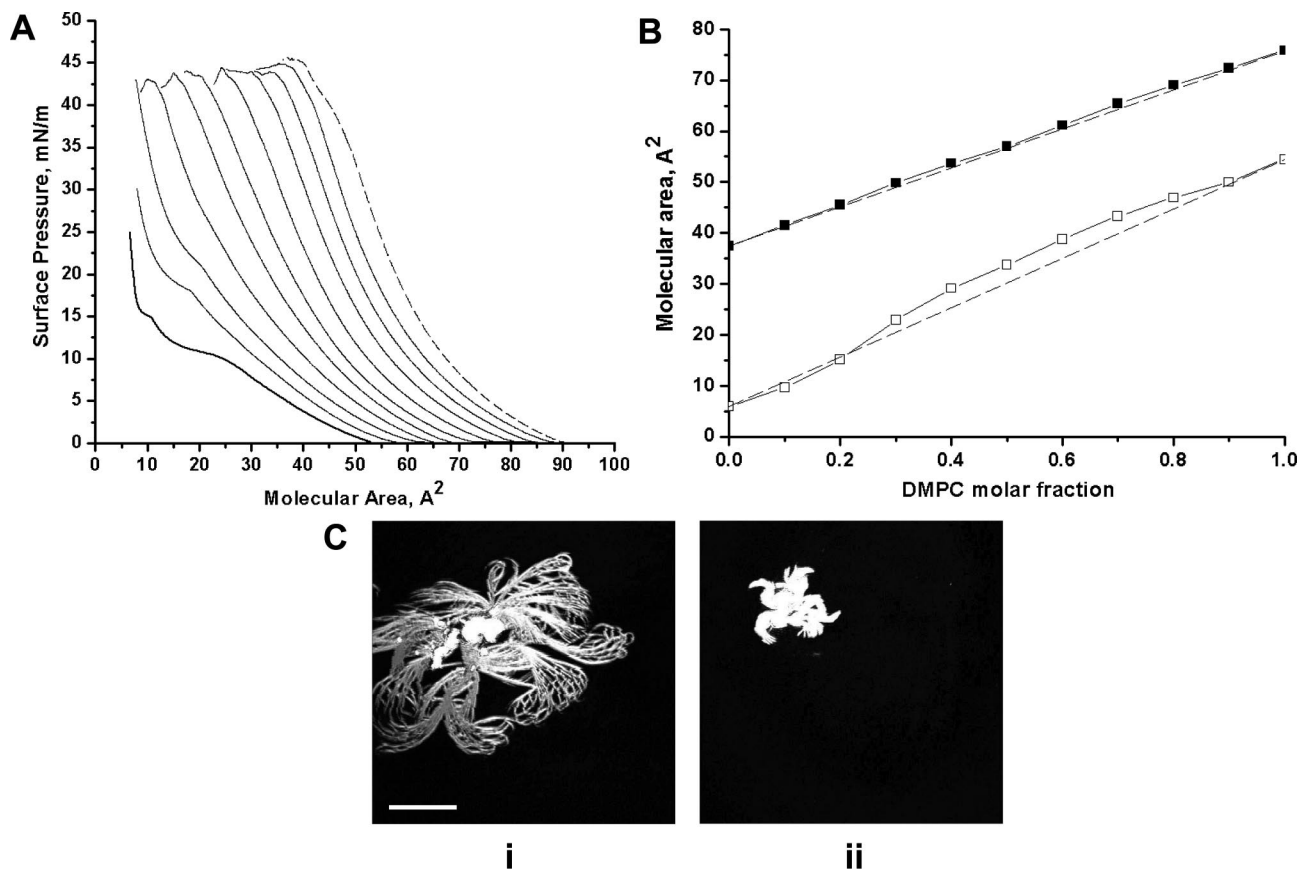 A
50
45
40
35
30
25
20
15
10
5
0
Surface Pressure, mN/m
0 10 20 30 40 50 60 70 80 90 100
Molecular Area, A²
B
80
70
60
50
40
30
20
10
0
Molecular area, A²
0.0 0.2 0.4 0.6 0.8 1.0
DMPC molar fraction
C
i
ii